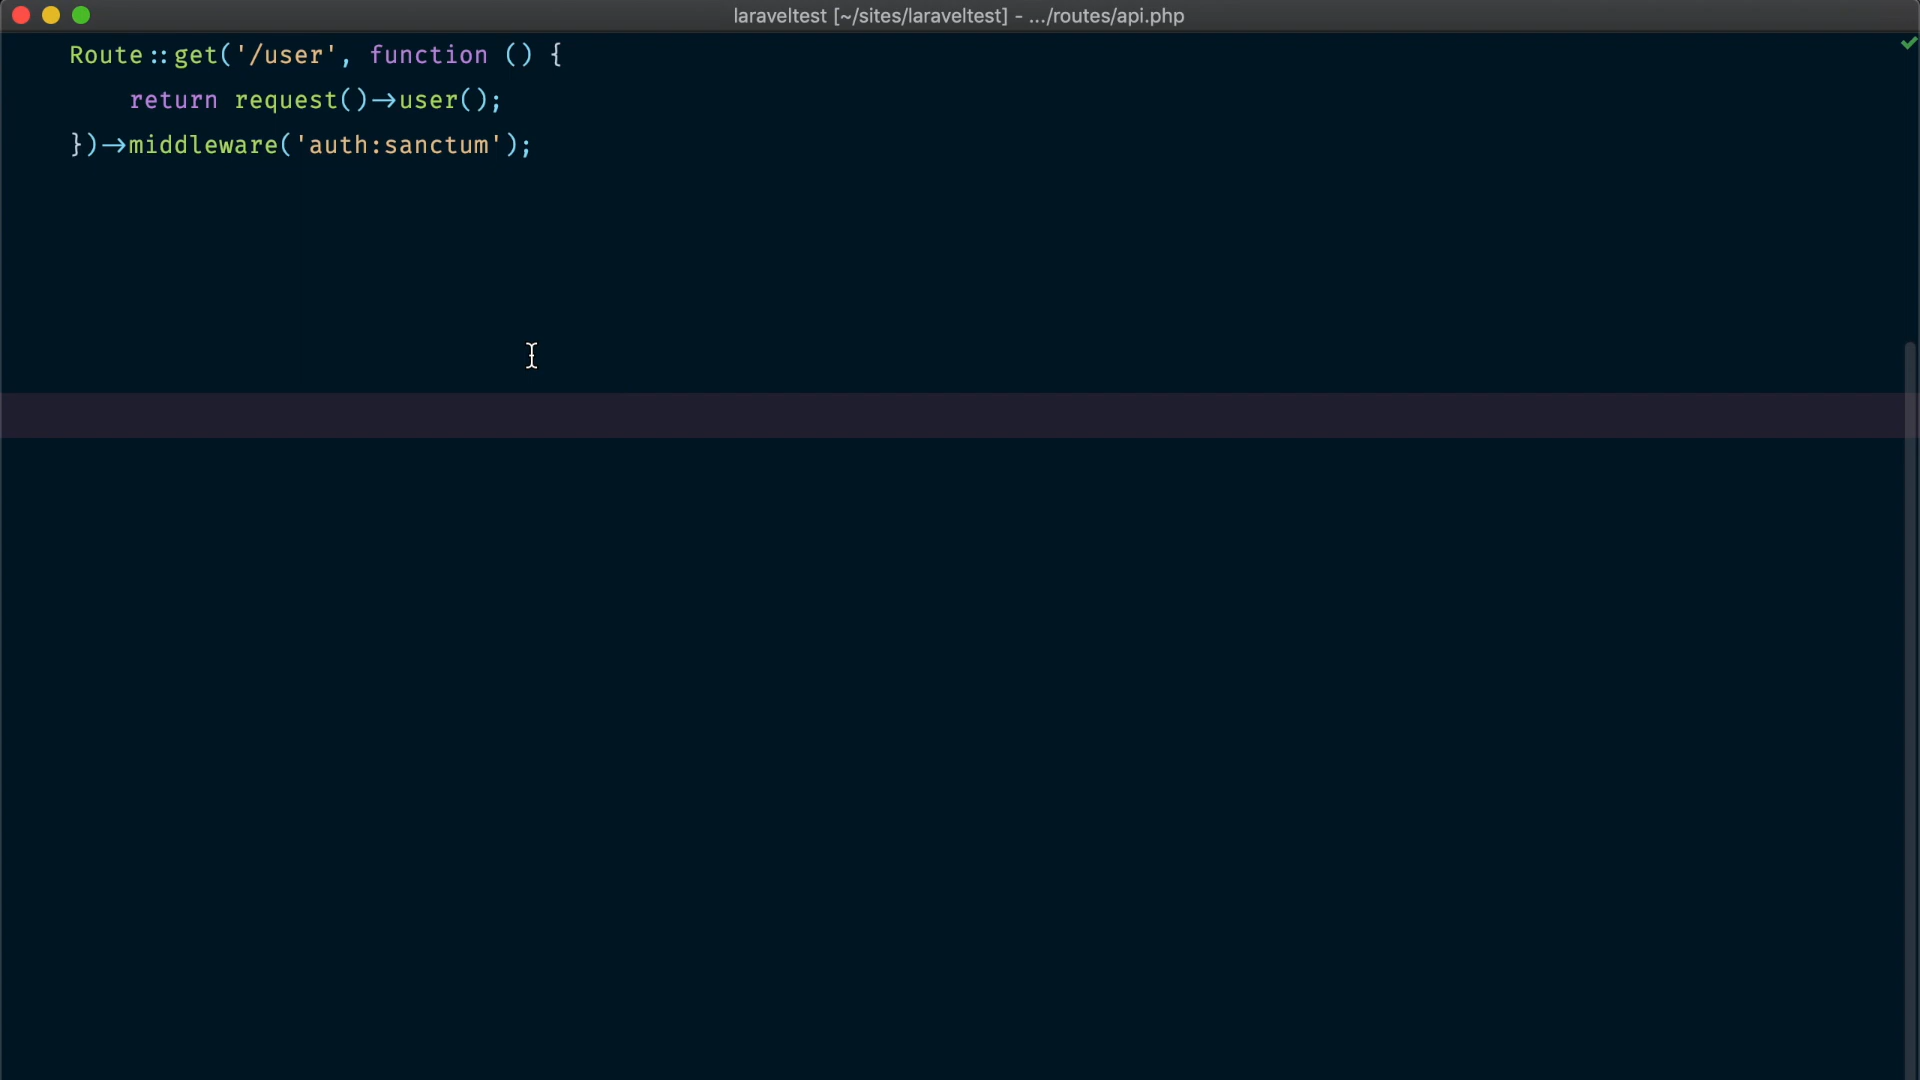 laraveltest [~/sites/laraveltest] - .../routes/api.php
Route::get('/user', function () {
    return request()->user();
})->middleware('auth:sanctum');